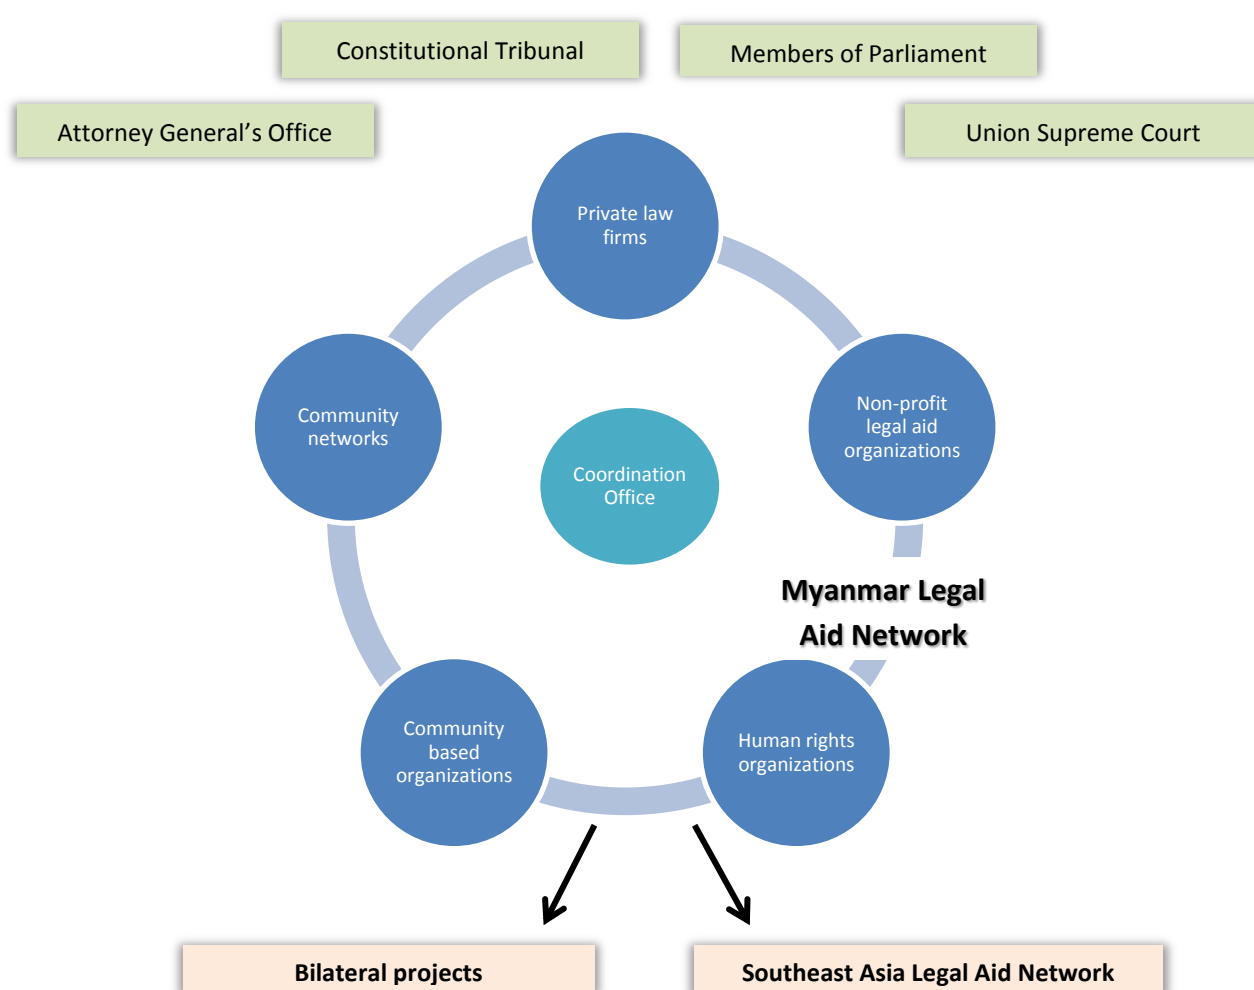 Constitutional Tribunal
Members of Parliament
Attorney General’s Office
Union Supreme Court
Private law
firms
Community
networks
Non-profit
legal aid
organizations
Coordination
Office
Myanmar Legal
Aid Network
Community
based
organizations
Human rights
organizations
Bilateral projects
Southeast Asia Legal Aid Network